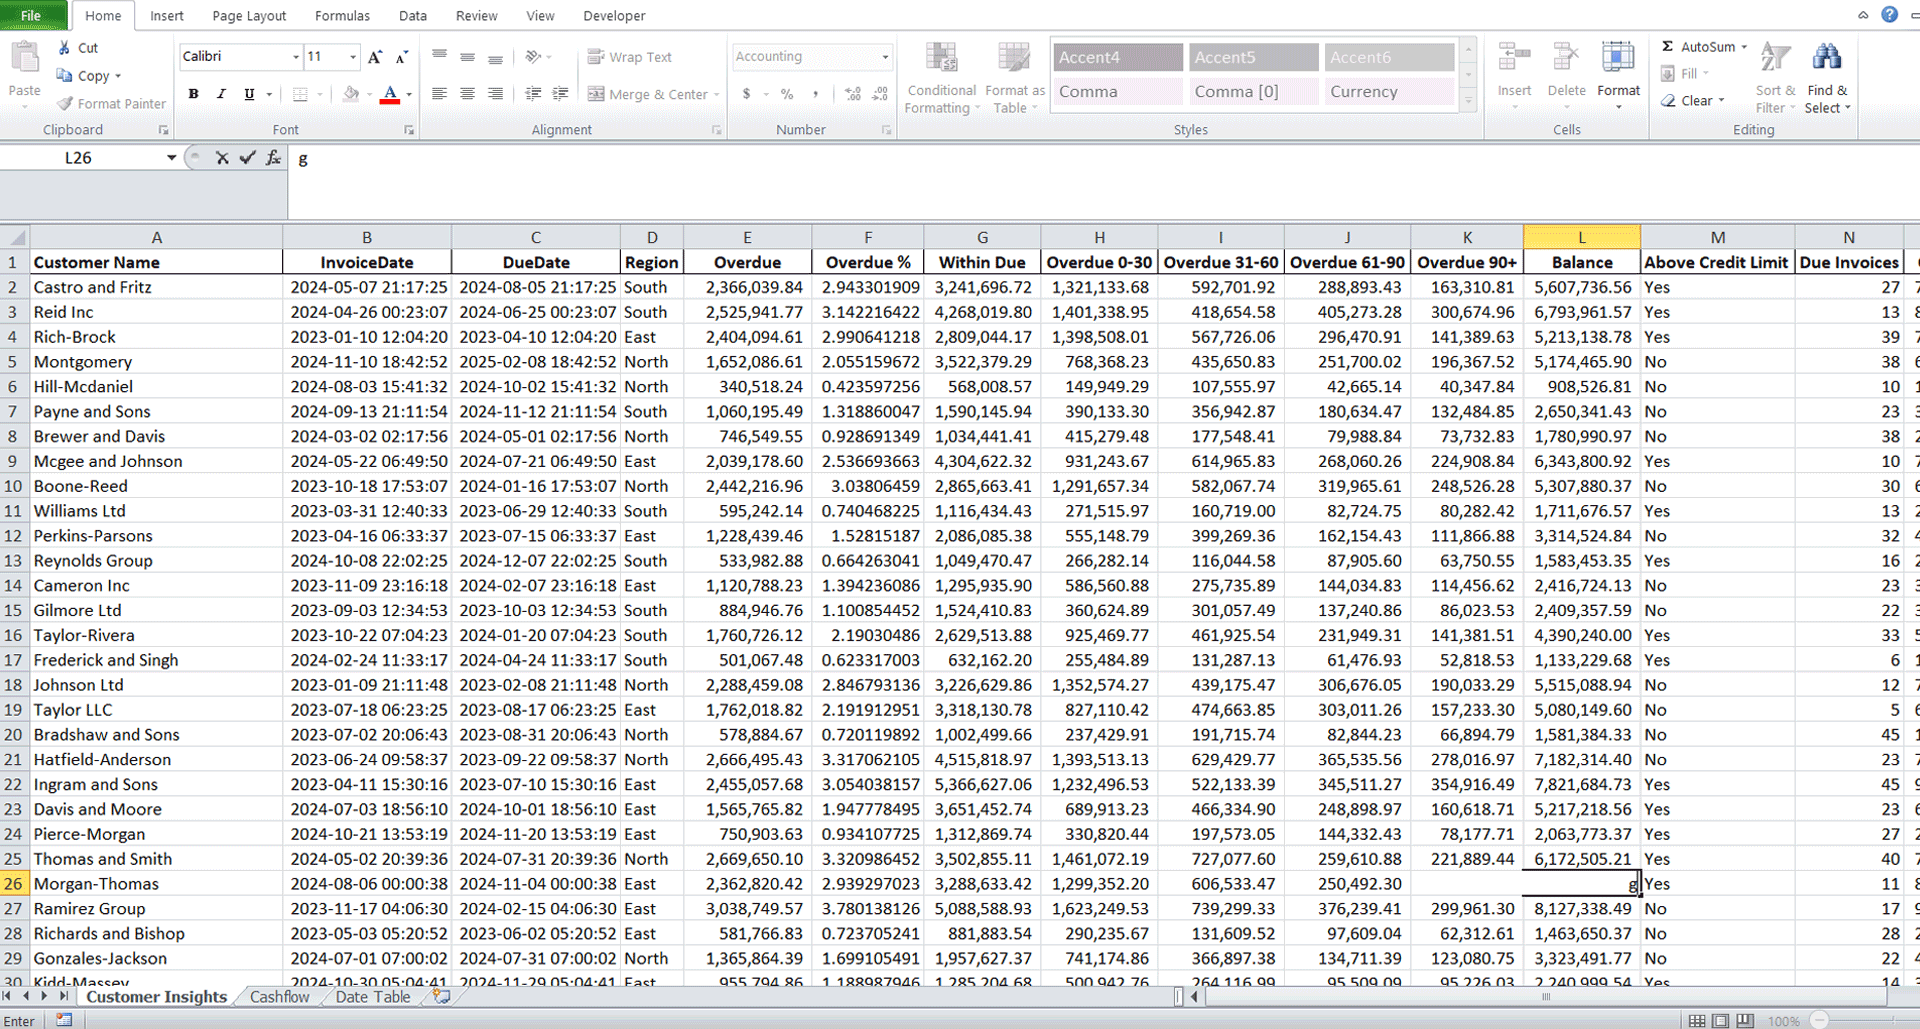 File Home Insert Page Layout Formulas Data Review View Developer
Cut
Copy
Format Painter
Paste
Clipboard
Calibri 11
B I U
Font
Wrap Text
Merge & Center
Alignment
Accounting
$ % ,
Number
Conditional Formatting
Format as Table
Accent4 Accent5 Accent6
Comma Comma [0] Currency
Styles
Insert Delete Format
Cells
AutoSum
Fill
Clear
Sort & Filter
Find & Select
Editing
L26 fx g
A B C D E F G H I J K L M N
1 Customer Name InvoiceDate DueDate Region Overdue Overdue % Within Due Overdue 0-30 Overdue 31-60 Overdue 61-90 Overdue 90+ Balance Above Credit Limit Due Invoices
2 Castro and Fritz 2024-05-07 21:17:25 2024-08-05 21:17:25 South 2,366,039.84 2.943301909 3,241,696.72 1,321,133.68 592,701.92 288,893.43 163,310.81 5,607,736.56 Yes 27
3 Reid Inc 2024-04-26 00:23:07 2024-06-25 00:23:07 South 2,525,941.77 3.142216422 4,268,019.80 1,401,338.95 418,654.58 405,273.28 300,674.96 6,793,961.57 Yes 13
4 Rich-Brock 2023-01-10 12:04:20 2023-04-10 12:04:20 East 2,404,094.61 2.990641218 2,809,044.17 1,398,508.01 567,726.06 296,470.91 141,389.63 5,213,138.78 Yes 39
5 Montgomery 2024-11-10 18:42:52 2025-02-08 18:42:52 North 1,652,086.61 2.055159672 3,522,379.29 768,368.23 435,650.83 251,700.02 196,367.52 5,174,465.90 No 38
6 Hill-Mcdaniel 2024-08-03 15:41:32 2024-10-02 15:41:32 North 340,518.24 0.423597256 568,008.57 149,949.29 107,555.97 42,665.14 40,347.84 908,526.81 No 10
7 Payne and Sons 2024-09-13 21:11:54 2024-11-12 21:11:54 South 1,060,195.49 1.318860047 1,590,145.94 390,133.30 356,942.87 180,634.47 132,484.85 2,650,341.43 No 23
8 Brewer and Davis 2024-03-02 02:17:56 2024-05-01 02:17:56 North 746,549.55 0.928691349 1,034,441.41 415,279.48 177,548.41 79,988.84 73,732.83 1,780,990.97 No 38
9 Mcgee and Johnson 2024-05-22 06:49:50 2024-07-21 06:49:50 East 2,039,178.60 2.536693663 4,304,622.32 931,243.67 614,965.83 268,060.26 224,908.84 6,343,800.92 Yes 10
10 Boone-Reed 2023-10-18 17:53:07 2024-01-16 17:53:07 North 2,442,216.96 3.03806459 2,865,663.41 1,291,657.34 582,067.74 319,965.61 248,526.28 5,307,880.37 No 30
11 Williams Ltd 2023-03-31 12:40:33 2023-06-29 12:40:33 South 595,242.14 0.740468225 1,116,434.43 271,515.97 160,719.00 82,724.75 80,282.42 1,711,676.57 Yes 13
12 Perkins-Parsons 2023-04-16 06:33:37 2023-07-15 06:33:37 East 1,228,439.46 1.52815187 2,086,085.38 555,148.79 399,269.36 162,154.43 111,866.88 3,314,524.84 No 32
13 Reynolds Group 2024-10-08 22:02:25 2024-12-07 22:02:25 South 533,982.88 0.664263041 1,049,470.47 266,282.14 116,044.58 87,905.60 63,750.55 1,583,453.35 Yes 16
14 Cameron Inc 2023-11-09 23:16:18 2024-02-07 23:16:18 East 1,120,788.23 1.394236086 1,295,935.90 586,560.88 275,735.89 144,034.83 114,456.62 2,416,724.13 No 23
15 Gilmore Ltd 2023-09-03 12:34:53 2023-10-03 12:34:53 South 884,946.76 1.100854452 1,524,410.83 360,624.89 301,057.49 137,240.86 86,023.53 2,409,357.59 No 22
16 Taylor-Rivera 2023-10-22 07:04:23 2024-01-20 07:04:23 South 1,760,726.12 2.19030486 2,629,513.88 925,469.77 461,925.54 231,949.31 141,381.51 4,390,240.00 Yes 33
17 Frederick and Singh 2024-02-24 11:33:17 2024-04-24 11:33:17 South 501,067.48 0.623317003 632,162.20 255,484.89 131,287.13 61,476.93 52,818.53 1,133,229.68 Yes 6
18 Johnson Ltd 2023-01-09 21:11:48 2023-02-08 21:11:48 North 2,288,459.08 2.846793136 3,226,629.86 1,352,574.27 439,175.47 306,676.05 190,033.29 5,515,088.94 No 12
19 Taylor LLC 2023-07-18 06:23:25 2023-08-17 06:23:25 East 1,762,018.82 2.191912951 3,318,130.78 827,110.42 474,663.85 303,011.26 157,233.30 5,080,149.60 No 5
20 Bradshaw and Sons 2023-07-02 20:06:43 2023-08-31 20:06:43 North 578,884.67 0.720119892 1,002,499.66 237,429.91 191,715.74 82,844.23 66,894.79 1,581,384.33 No 45
21 Hatfield-Anderson 2023-06-24 09:58:37 2023-09-22 09:58:37 North 2,666,495.43 3.317062105 4,515,818.97 1,393,513.13 629,429.77 365,535.56 278,016.97 7,182,314.40 No 23
22 Ingram and Sons 2023-04-11 15:30:16 2023-07-10 15:30:16 East 2,455,057.68 3.054038157 5,366,627.06 1,232,496.53 522,133.39 345,511.27 354,916.49 7,821,684.73 Yes 45
23 Davis and Moore 2024-07-03 18:56:10 2024-10-01 18:56:10 East 1,565,765.82 1.947778495 3,651,452.74 689,913.23 466,334.90 248,898.97 160,618.71 5,217,218.56 Yes 23
24 Pierce-Morgan 2024-10-21 13:53:19 2024-11-20 13:53:19 East 750,903.63 0.934107725 1,312,869.74 330,820.44 197,573.05 144,332.43 78,177.71 2,063,773.37 Yes 27
25 Thomas and Smith 2024-05-02 20:39:36 2024-07-31 20:39:36 North 2,669,650.10 3.320986452 3,502,855.11 1,461,072.19 727,077.60 259,610.88 221,889.44 6,172,505.21 Yes 40
26 Morgan-Thomas 2024-08-06 00:00:38 2024-11-04 00:00:38 East 2,362,820.42 2.939297023 3,288,633.42 1,299,352.20 606,533.47 250,492.30 g Yes 11
27 Ramirez Group 2023-11-17 04:06:30 2024-02-15 04:06:30 East 3,038,749.57 3.780138126 5,088,588.93 1,623,249.53 739,299.33 376,239.41 299,961.30 8,127,338.49 No 17
28 Richards and Bishop 2023-05-03 05:20:52 2023-06-02 05:20:52 East 581,766.83 0.723705241 881,883.54 290,235.67 131,609.52 97,609.04 62,312.61 1,463,650.37 No 28
29 Gonzales-Jackson 2024-07-01 07:00:02 2024-07-31 07:00:02 North 1,365,864.39 1.699105491 1,957,627.37 741,174.86 366,897.38 134,711.39 123,080.75 3,323,491.77 No 22
30 Kidd-Massey 2024-10-30 05:04:41 2024-11-29 05:04:41 East 955,794.86 1.188987946 1,285,204.68 500,942.76 264,116.99 95,509.09 95,226.03 2,240,999.54 Yes 14
Customer Insights Cashflow Date Table
Enter 100%